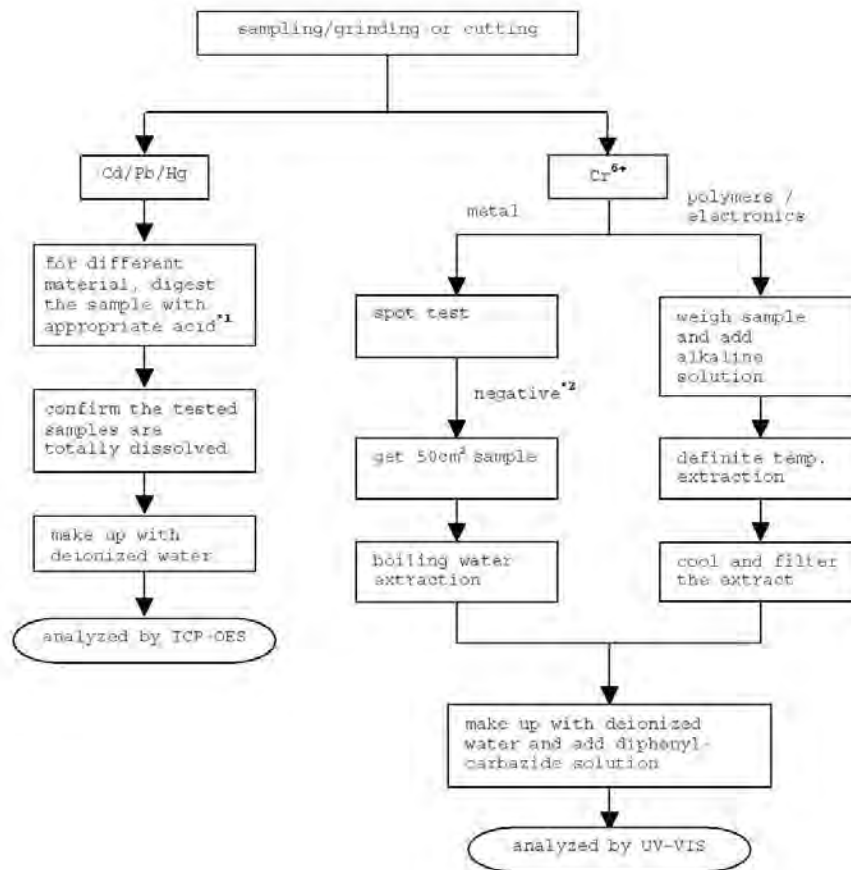 sampling/grinding or cutting
Cd/Pb/Hg
Cr⁶⁺
metal
polymers /
electronics
for different
material, digest
the sample with
appropriate acid*1
confirm the tested
samples are
totally dissolved
make up with
deionized water
analyzed by ICP-OES
spot test
negative*2
get 50cm² sample
boiling water
extraction
weigh sample
and add
alkaline
solution
definite temp.
extraction
cool and filter
the extract
make up with deionized
water and add diphenyl-
carbazide solution
analyzed by UV-VIS